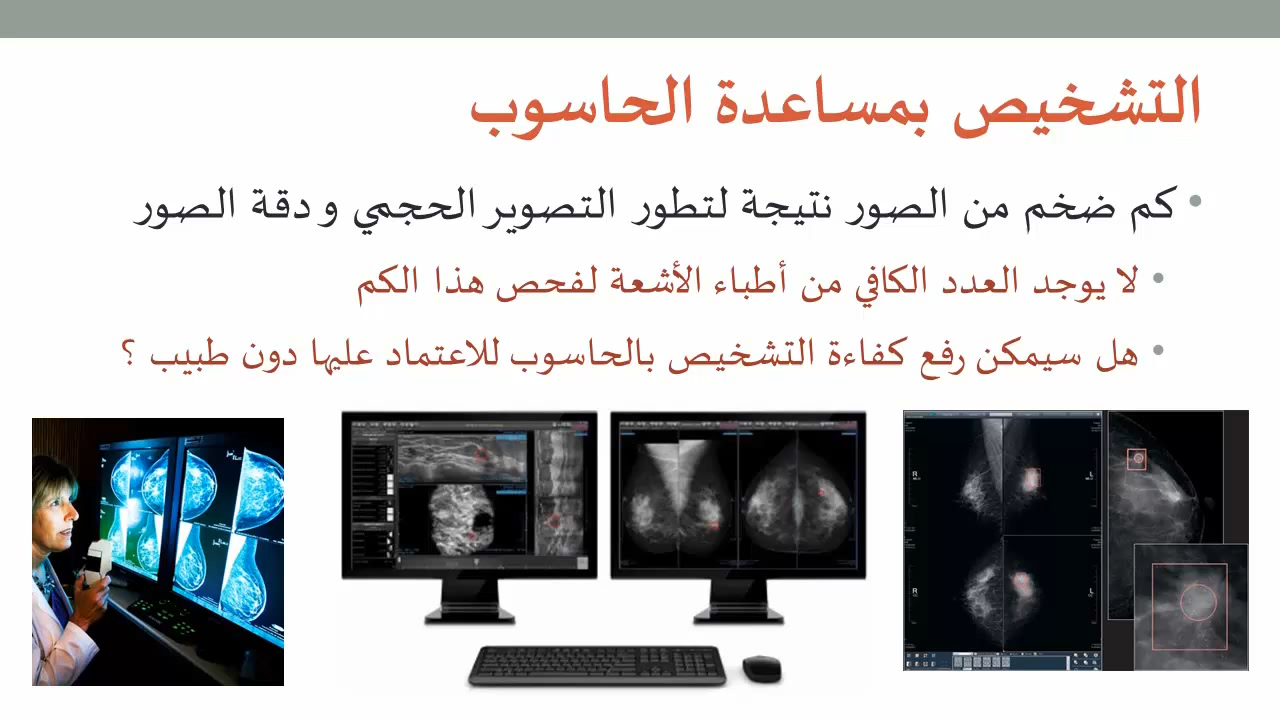 التشخيص بمساعدة الحاسوب
• كم ضخم من الصور نتيجة لتطور التصوير الحجمي و دقة الصور
• لا يوجد العدد الكافي من أطباء الأشعة لفحص هذا الكم
• هل سيمكن رفع كفاءة التشخيص بالحاسوب للاعتماد عليها دون طبيب ؟
R L
R L